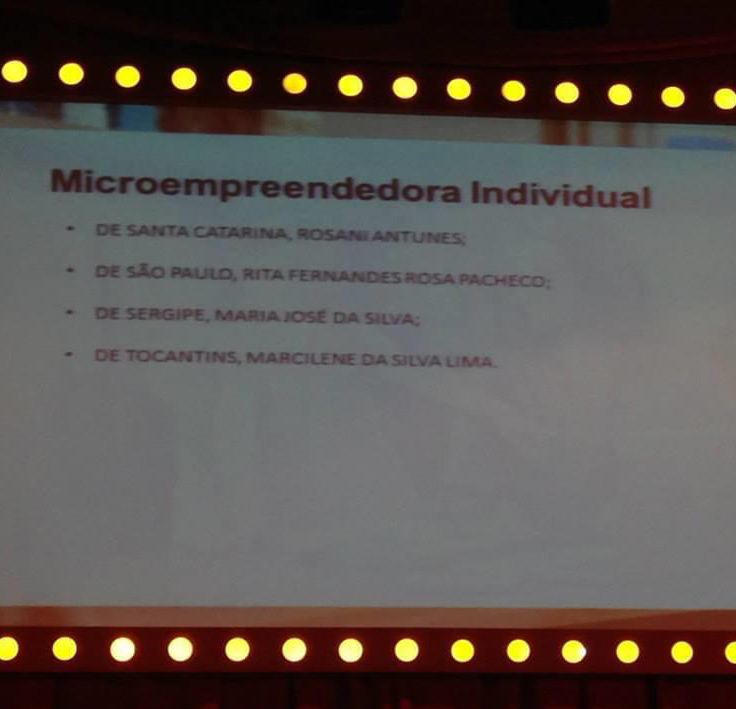 Microempreendedora Individual
• DE SANTA CATARINA, ROSANI ANTUNES;
• DE SÃO PAULO, RITA FERNANDES ROSA PACHECO;
• DE SERGIPE, MARIA JOSÉ DA SILVA;
• DE TOCANTINS, MARCILENE DA SILVA LIMA.